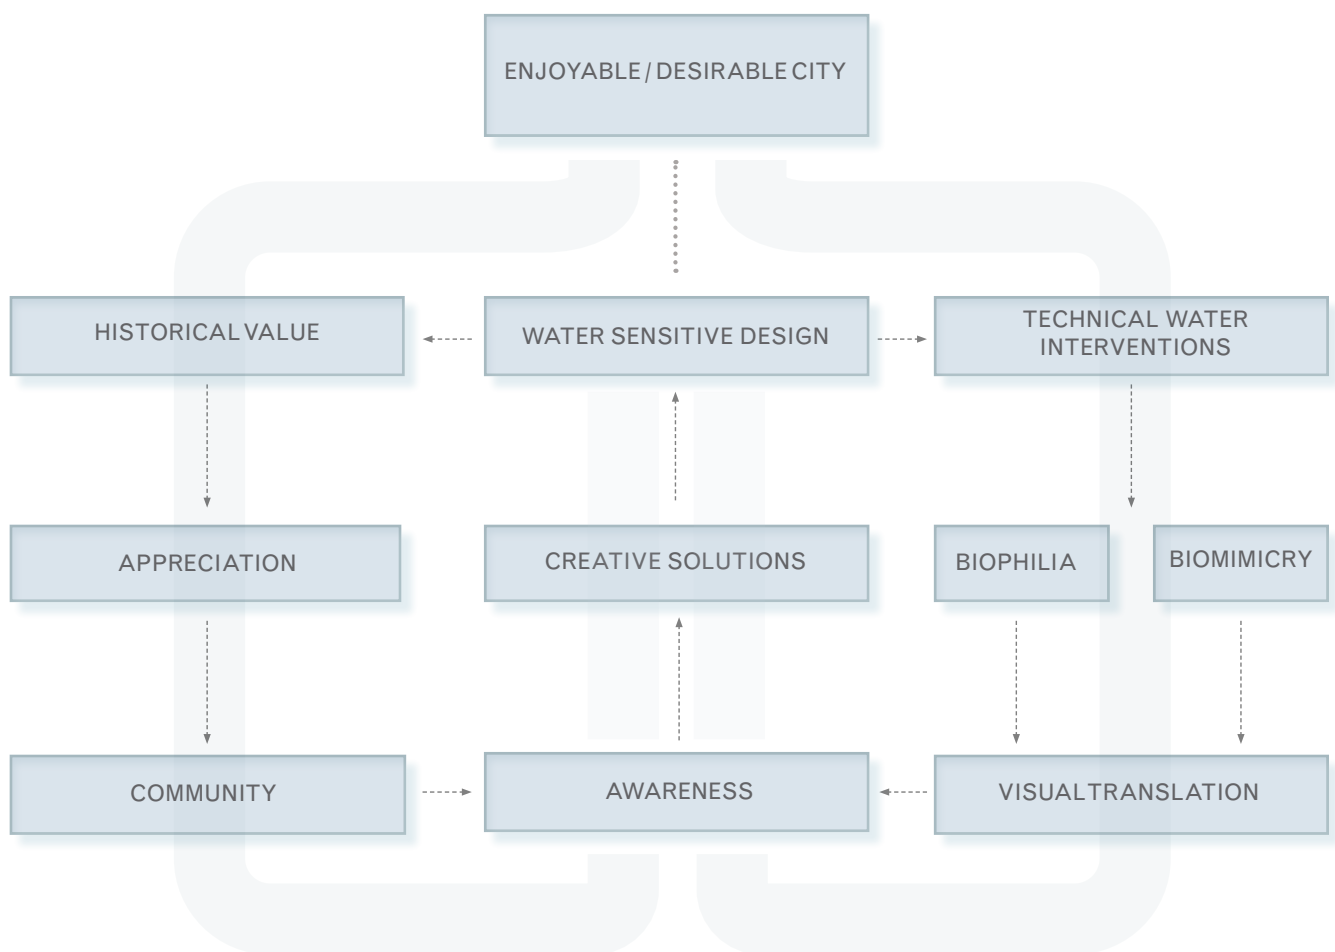 ENJOYABLE / DESIRABLE CITY
HISTORICAL VALUE
WATER SENSITIVE DESIGN
TECHNICAL WATER
INTERVENTIONS
APPRECIATION
CREATIVE SOLUTIONS
BIOPHILIA
BIOMIMICRY
COMMUNITY
AWARENESS
VISUAL TRANSLATION